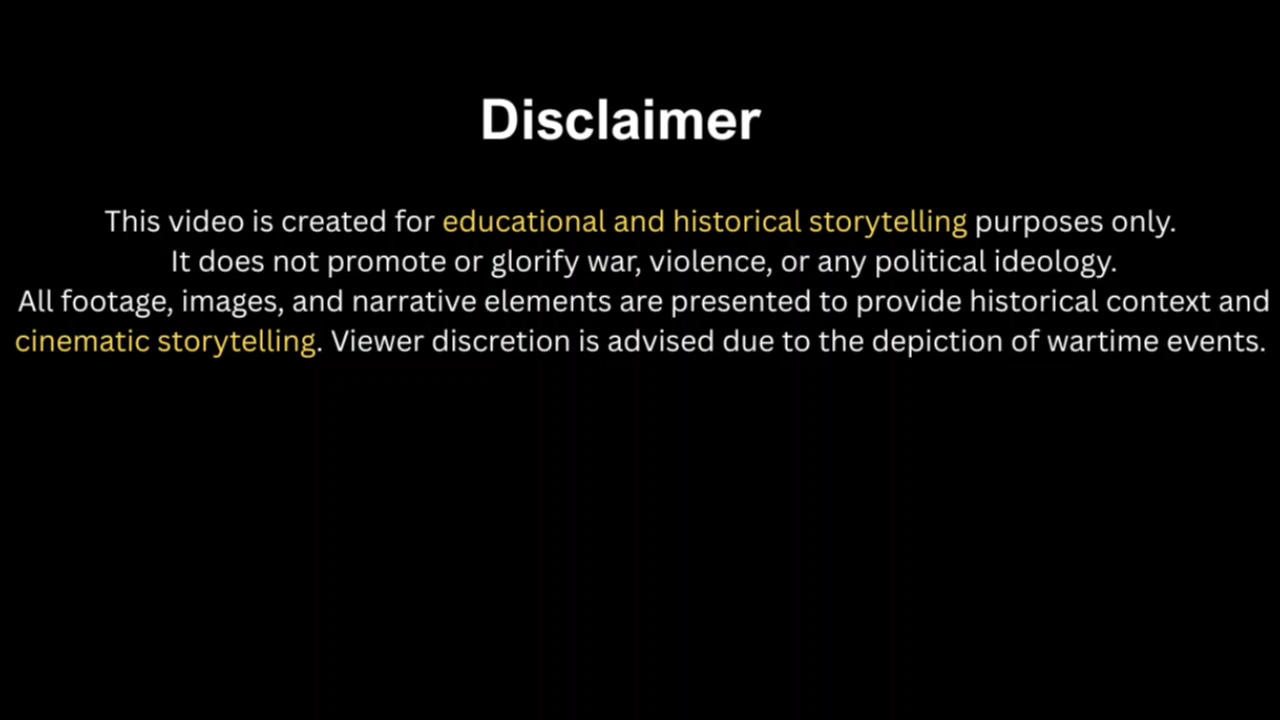 Disclaimer
This video is created for educational and historical storytelling purposes only.
It does not promote or glorify war, violence, or any political ideology.
All footage, images, and narrative elements are presented to provide historical context and
cinematic storytelling. Viewer discretion is advised due to the depiction of wartime events.